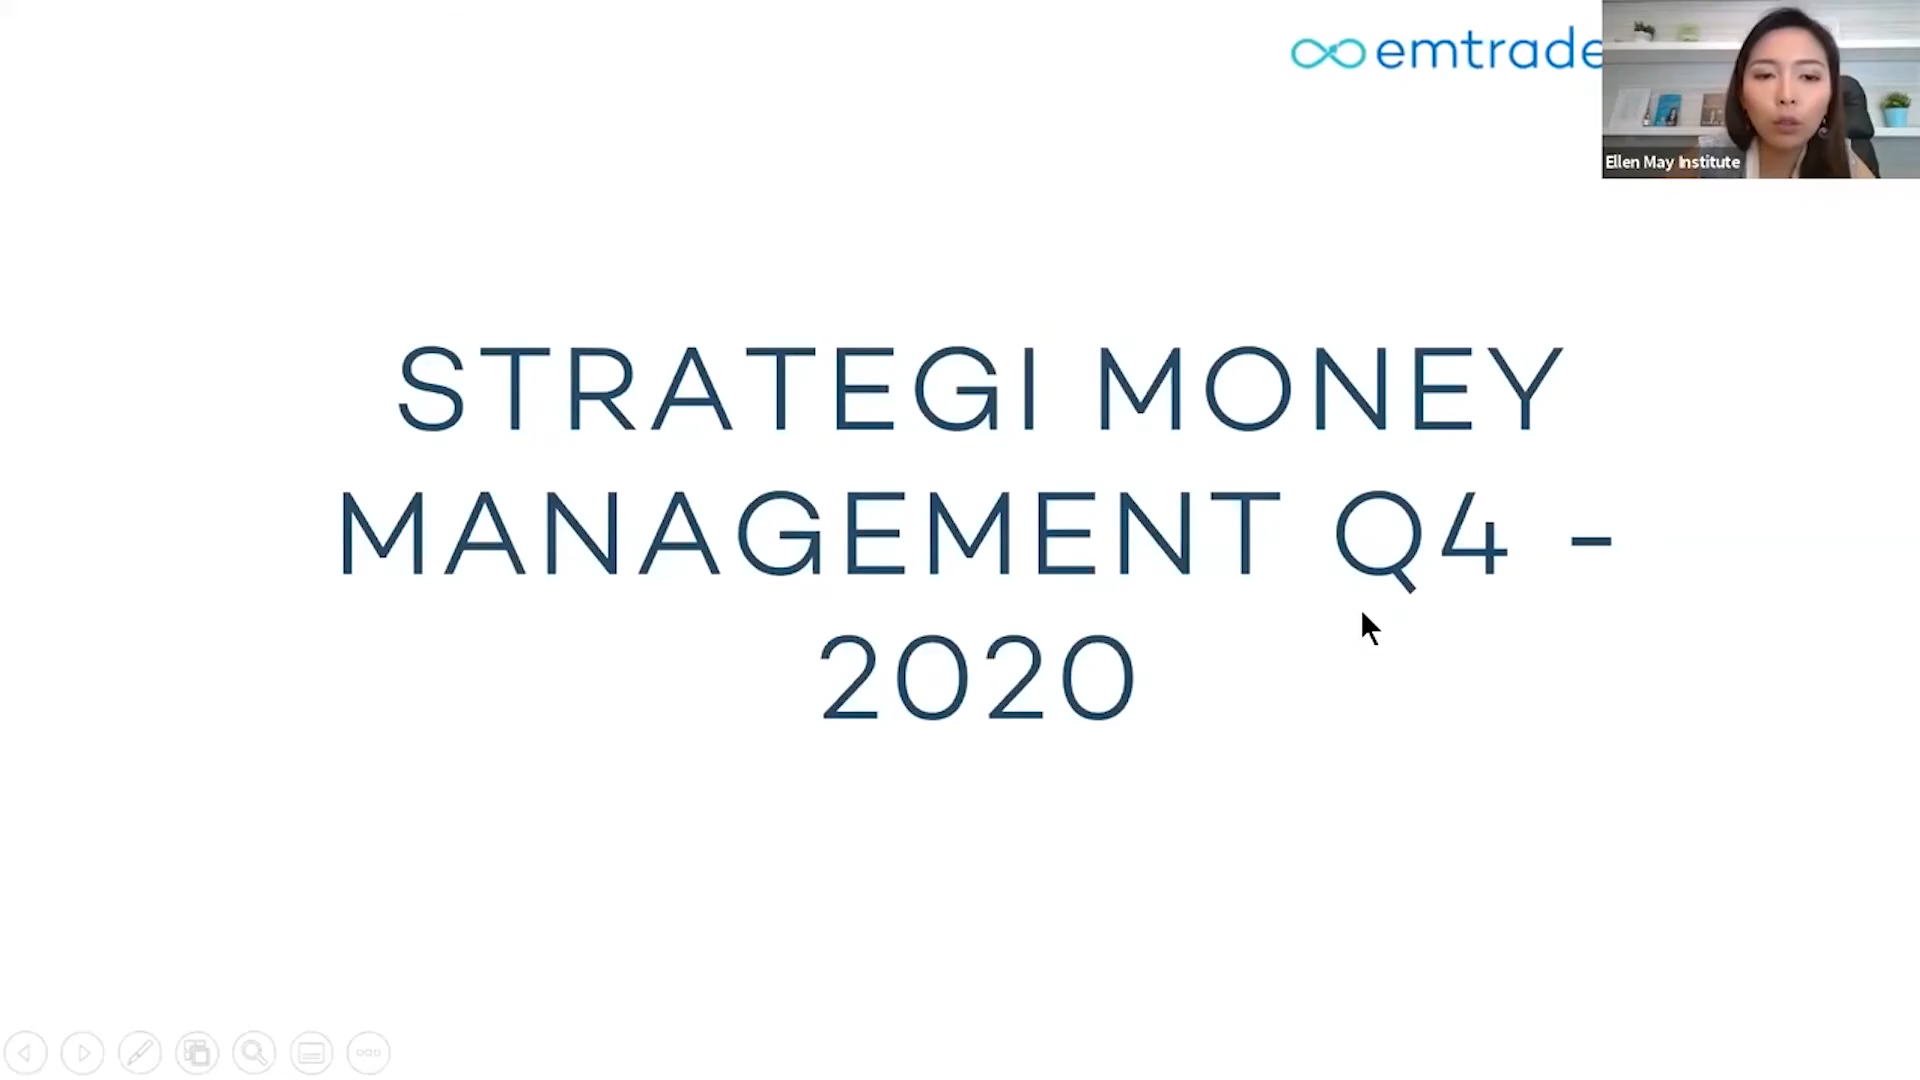 emtrade
Ellen May Institute
STRATEGI MONEY
MANAGEMENT Q4 -
2020